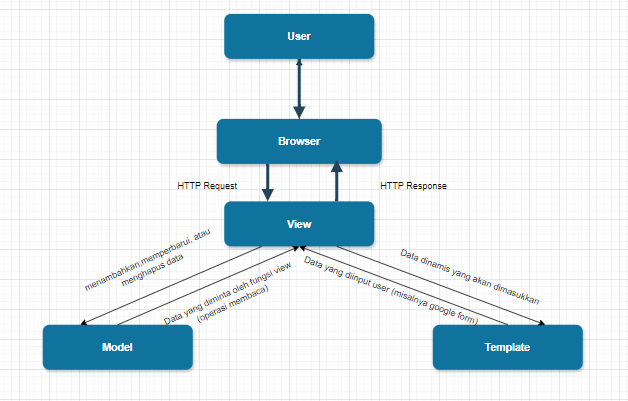 User
Browser
HTTP Request
HTTP Response
View
menambahkan,memperbarui, atau
menghapus data
Data yang diminta oleh fungsi view
(operasi membaca)
Data yang diinput user (misalnya google form)
Data dinamis yang akan dimasukkan
Model
Template